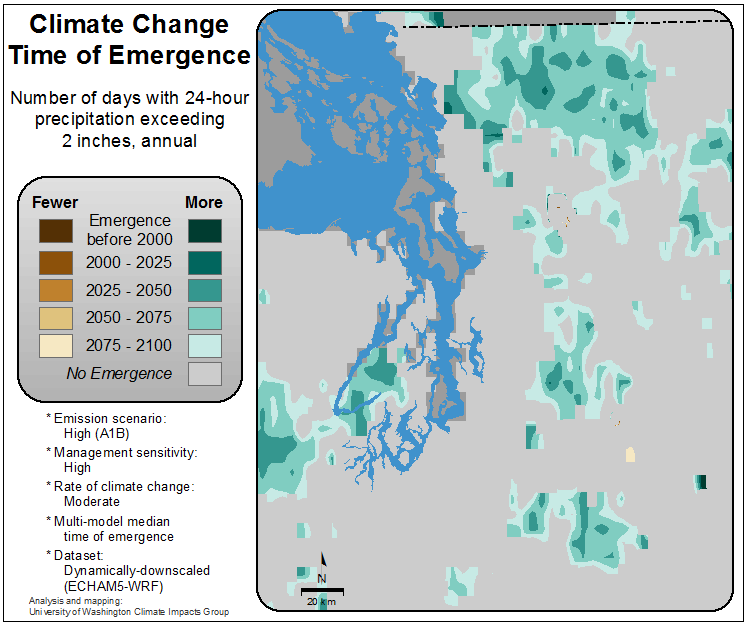 Climate Change
Time of Emergence
Number of days with 24-hour
precipitation exceeding
2 inches, annual
Fewer More
Emergence
before 2000
2000 - 2025
2025 - 2050
2050 - 2075
2075 - 2100
No Emergence
* Emission scenario:
High (A1B)
* Management sensitivity:
High
* Rate of climate change:
Moderate
* Multi-model median
time of emergence
* Dataset:
Dynamically-downscaled
(ECHAM5-WRF)
Analysis and mapping:
University of Washington Climate Impacts Group
N
20 km